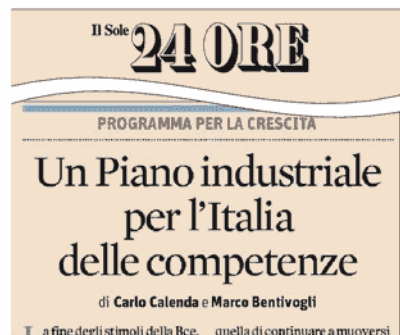 Il Sole
24 ORE
PROGRAMMA PER LA CRESCITA
Un Piano industriale
per l'Italia
delle competenze
di Carlo Calenda e Marco Bentivogli
La fine degli stimoli della Bce, quella di continuare a muoversi